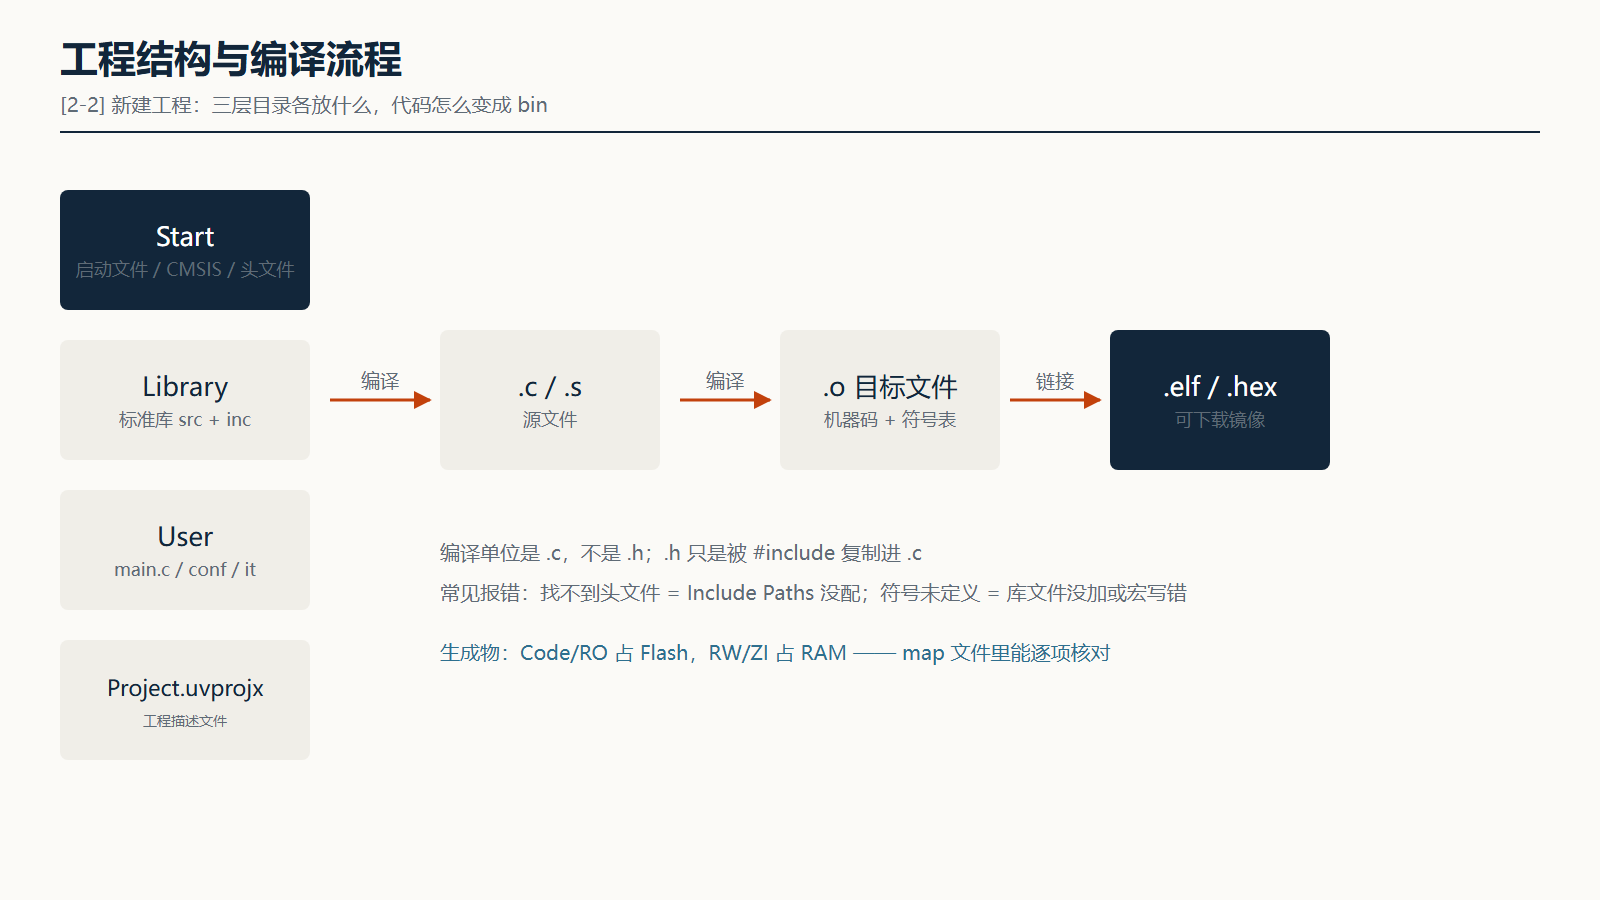 工程结构与编译流程
[2-2] 新建工程：三层目录各放什么，代码怎么变成 bin
Start
启动文件 / CMSIS / 头文件
Library
标准库 src + inc
User
main.c / conf / it
Project.uvprojx
工程描述文件
编译
.c / .s
源文件
编译
.o 目标文件
机器码 + 符号表
链接
.elf / .hex
可下载镜像
编译单位是 .c，不是 .h；.h 只是被 #include 复制进 .c
常见报错：找不到头文件 = Include Paths 没配；符号未定义 = 库文件没加或宏写错
生成物：Code/RO 占 Flash，RW/ZI 占 RAM —— map 文件里能逐项核对